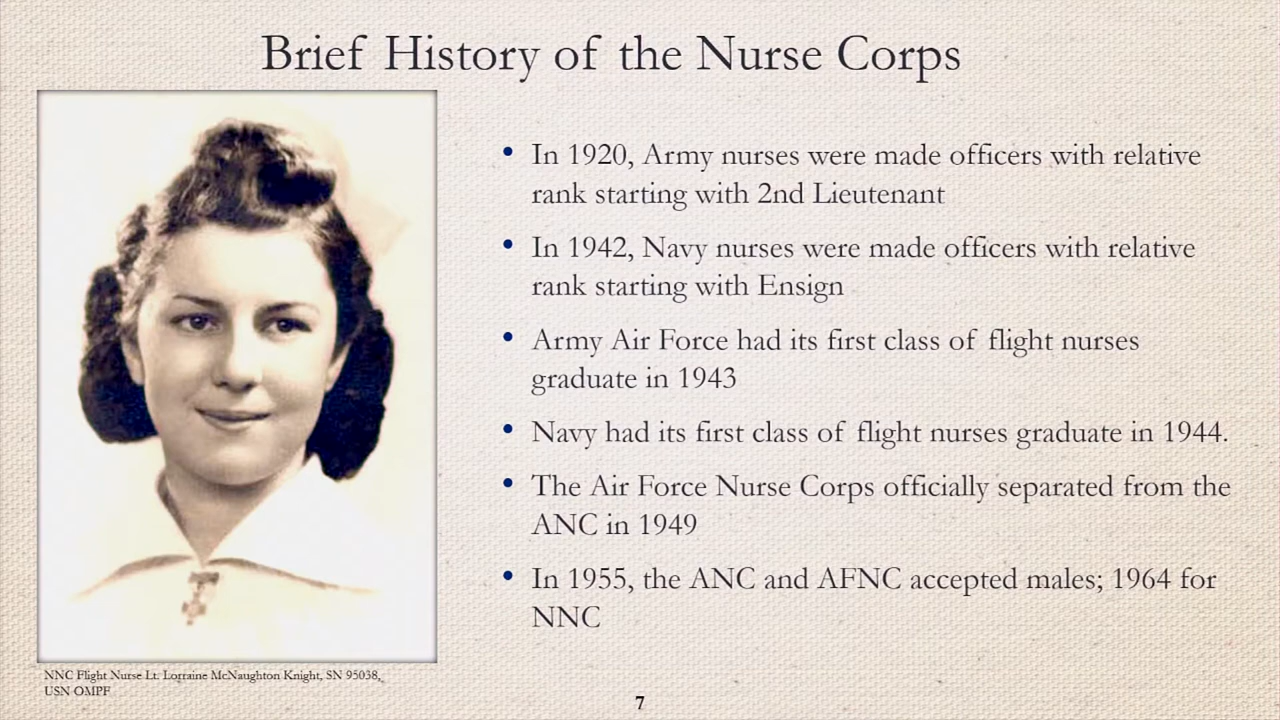 Brief History of the Nurse Corps
• In 1920, Army nurses were made officers with relative
rank starting with 2nd Lieutenant
• In 1942, Navy nurses were made officers with relative
rank starting with Ensign
• Army Air Force had its first class of flight nurses
graduate in 1943
• Navy had its first class of flight nurses graduate in 1944.
• The Air Force Nurse Corps officially separated from the
ANC in 1949
• In 1955, the ANC and AFNC accepted males; 1964 for
NNC
NNC Flight Nurse Lt. Lorraine McNaughton Knight, SN 95038,
USN OMPF
7